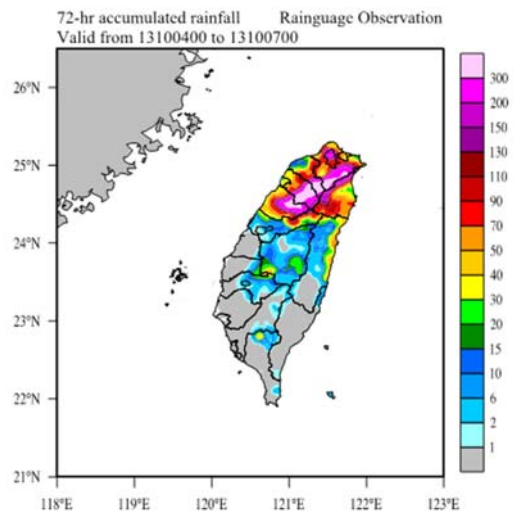 72-hr accumulated rainfall Rainguage Observation
Valid from 13100400 to 13100700
26°N
25°N
24°N
23°N
22°N
21°N
118°E 119°E 120°E 121°E 122°E 123°E
300
200
150
130
110
90
70
50
40
30
20
15
10
6
2
1